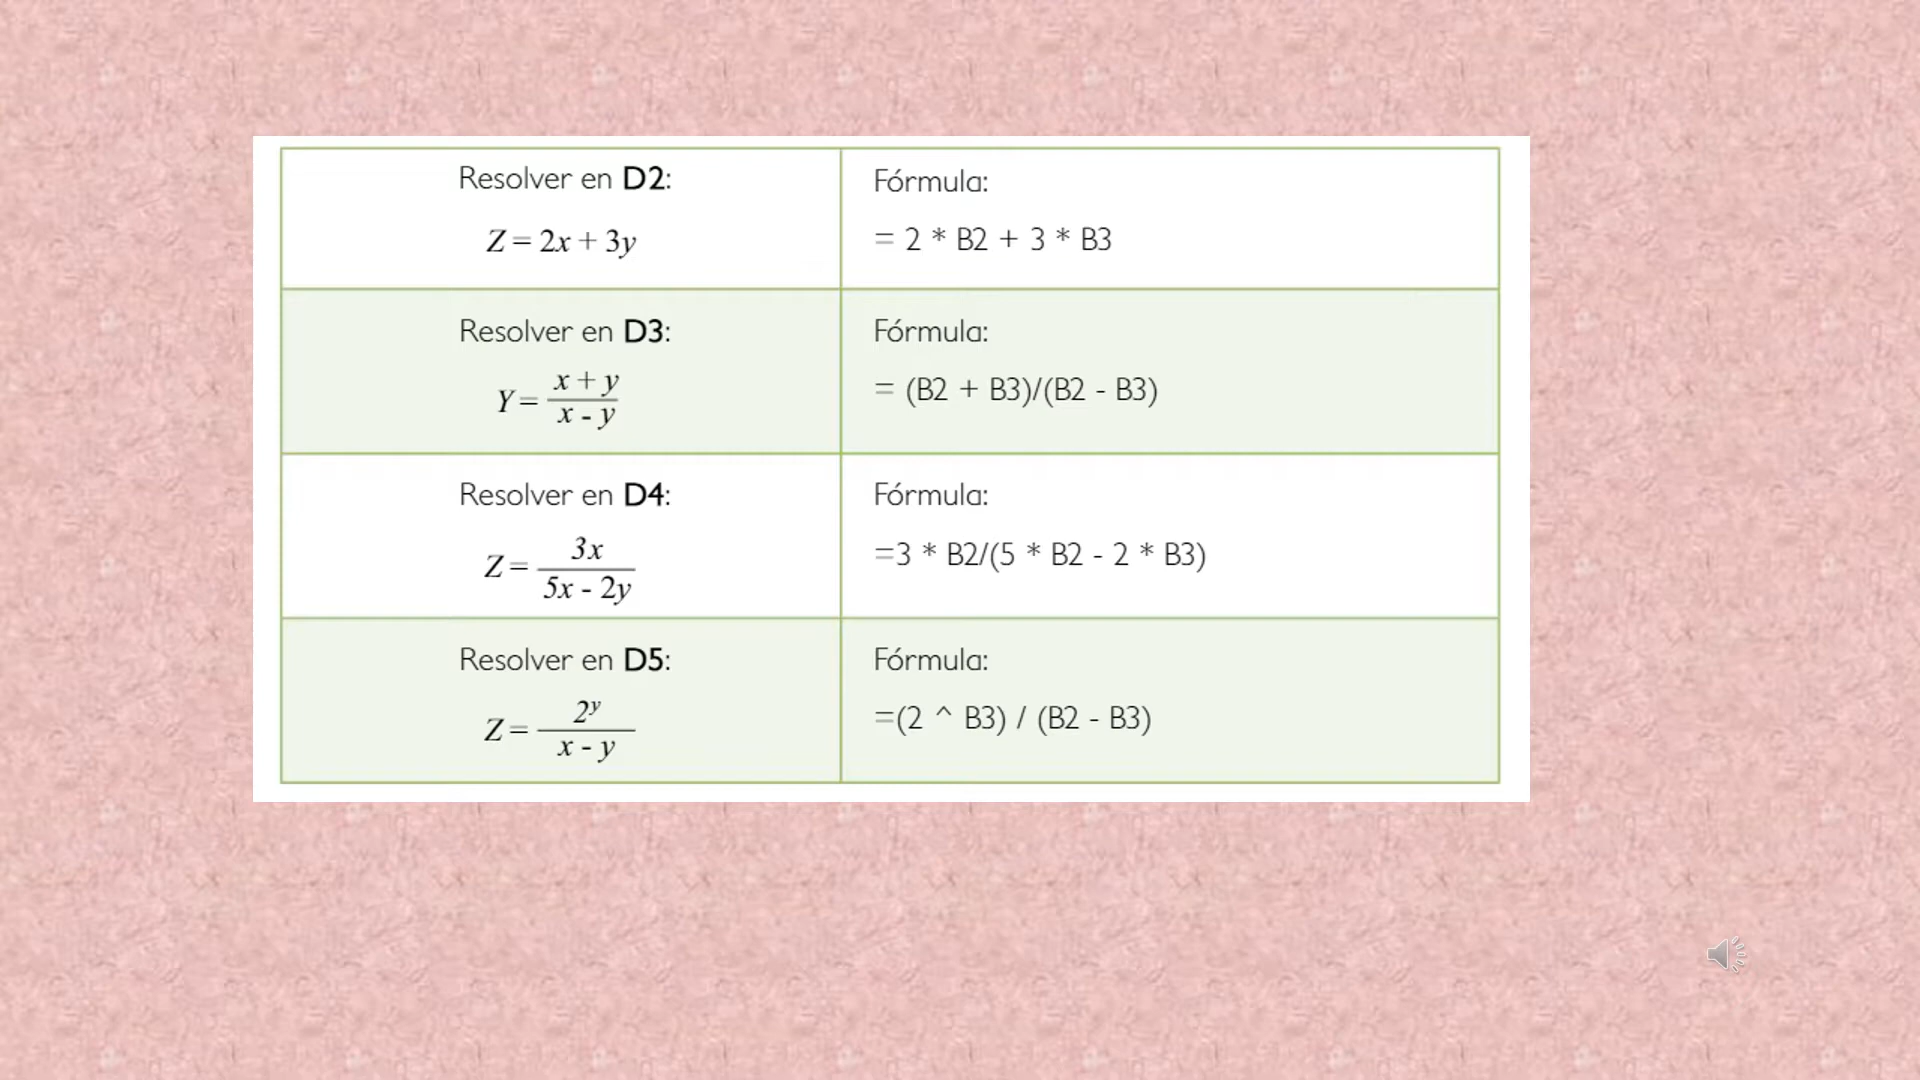 Resolver en D2:
Z = 2x + 3y
Fórmula:
= 2 * B2 + 3 * B3
Resolver en D3:
Y = x + y / x - y
Fórmula:
= (B2 + B3)/(B2 - B3)
Resolver en D4:
Z = 3x / 5x - 2y
Fórmula:
=3 * B2/(5 * B2 - 2 * B3)
Resolver en D5:
Z = 2^y / x - y
Fórmula:
=(2 ^ B3) / (B2 - B3)